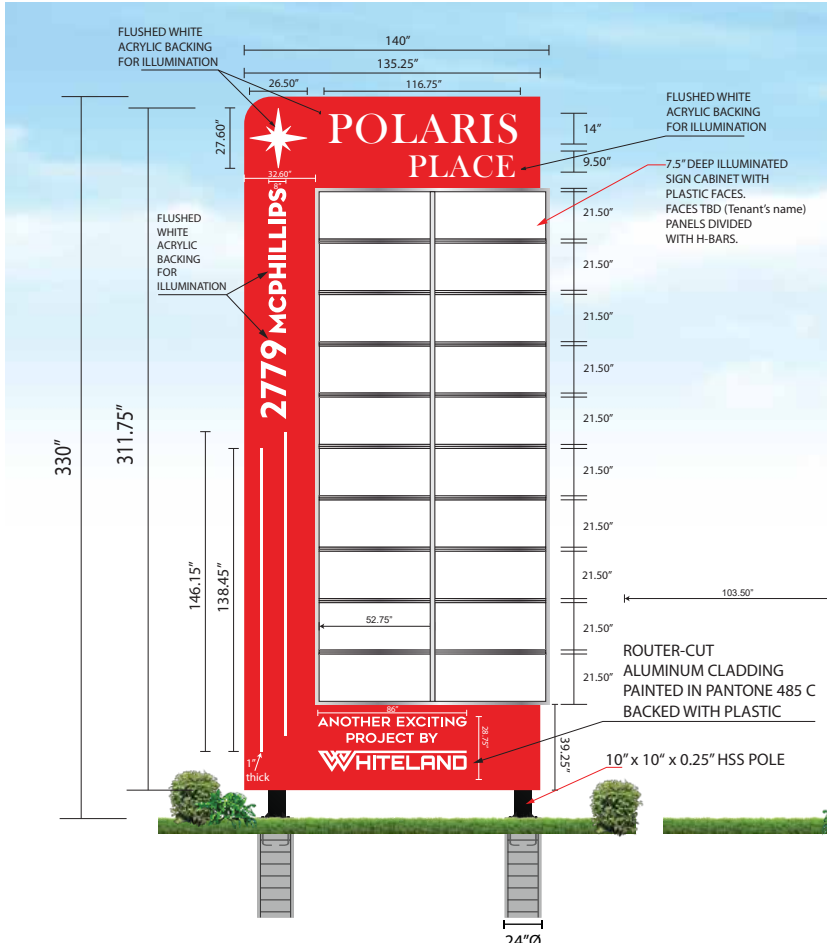 FLUSHED WHITE
ACRYLIC BACKING
FOR ILLUMINATION
140"
135.25"
26.50"
116.75"
27.60"
POLARIS
PLACE
32.60"
8"
14"
9.50"
FLUSHED WHITE
ACRYLIC BACKING
FOR ILLUMINATION
7.5" DEEP ILLUMINATED
SIGN CABINET WITH
PLASTIC FACES.
FACES TBD (Tenant's name)
PANELS DIVIDED
WITH H-BARS.
FLUSHED
WHITE
ACRYLIC
BACKING
FOR
ILLUMINATION
2779 MCPHILLIPS
21.50"
21.50"
21.50"
21.50"
21.50"
21.50"
21.50"
21.50"
21.50"
21.50"
330"
311.75"
146.15"
138.45"
52.75"
103.50"
ROUTER-CUT
ALUMINUM CLADDING
PAINTED IN PANTONE 485 C
BACKED WITH PLASTIC
86"
ANOTHER EXCITING
PROJECT BY
WHITELAND
28.75"
39.25"
1"
thick
10" x 10" x 0.25" HSS POLE
24"Ø